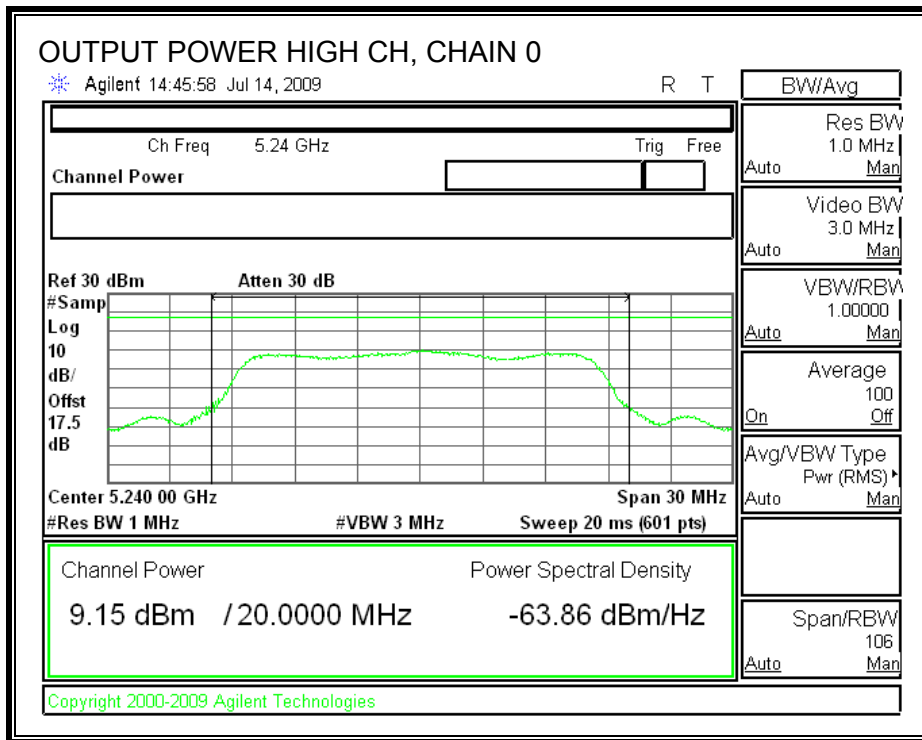 OUTPUT POWER HIGH CH, CHAIN 0
Agilent 14:45:58 Jul 14, 2009 R T
Ch Freq 5.24 GHz Trig Free
Channel Power
Ref 30 dBm Atten 30 dB
#Samp
Log
10
dB/
Offst
17.5
dB
Center 5.240 00 GHz Span 30 MHz
#Res BW 1 MHz #VBW 3 MHz Sweep 20 ms (601 pts)
Channel Power Power Spectral Density
9.15 dBm / 20.0000 MHz -63.86 dBm/Hz
Copyright 2000-2009 Agilent Technologies
BW/Avg
Res BW
1.0 MHz
Auto Man
Video BW
3.0 MHz
Auto Man
VBW/RBW
1.00000
Auto Man
Average
100
On Off
Avg/VBW Type
Pwr (RMS)
Auto Man
Span/RBW
106
Auto Man